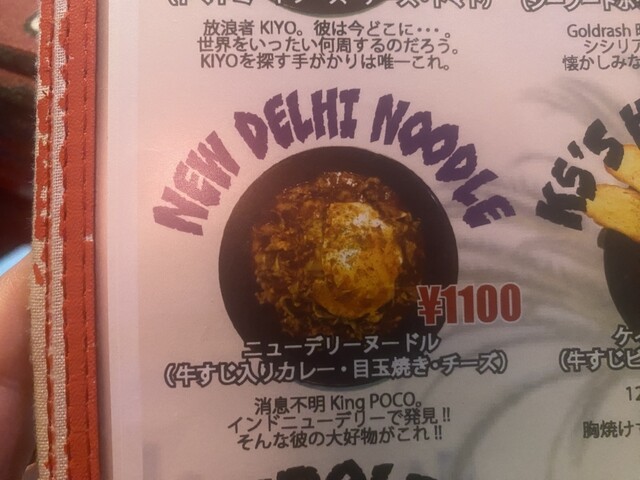 放浪者 KIYO。彼は今どこに・・・。
世界をいったい何周するのだろう。
KIYOを探す手がかりは唯一これ。
Goldrash
シシリア
懐かしみな
NEW DELHI NOODLE
KS'S
¥1100
ニューデリーヌードル
(牛すじ入りカレー・目玉焼き・チーズ)
消息不明 King POCO。
インドニューデリーで発見!!
そんな彼の大好物がこれ!!
(牛すじ
12
胸焼け